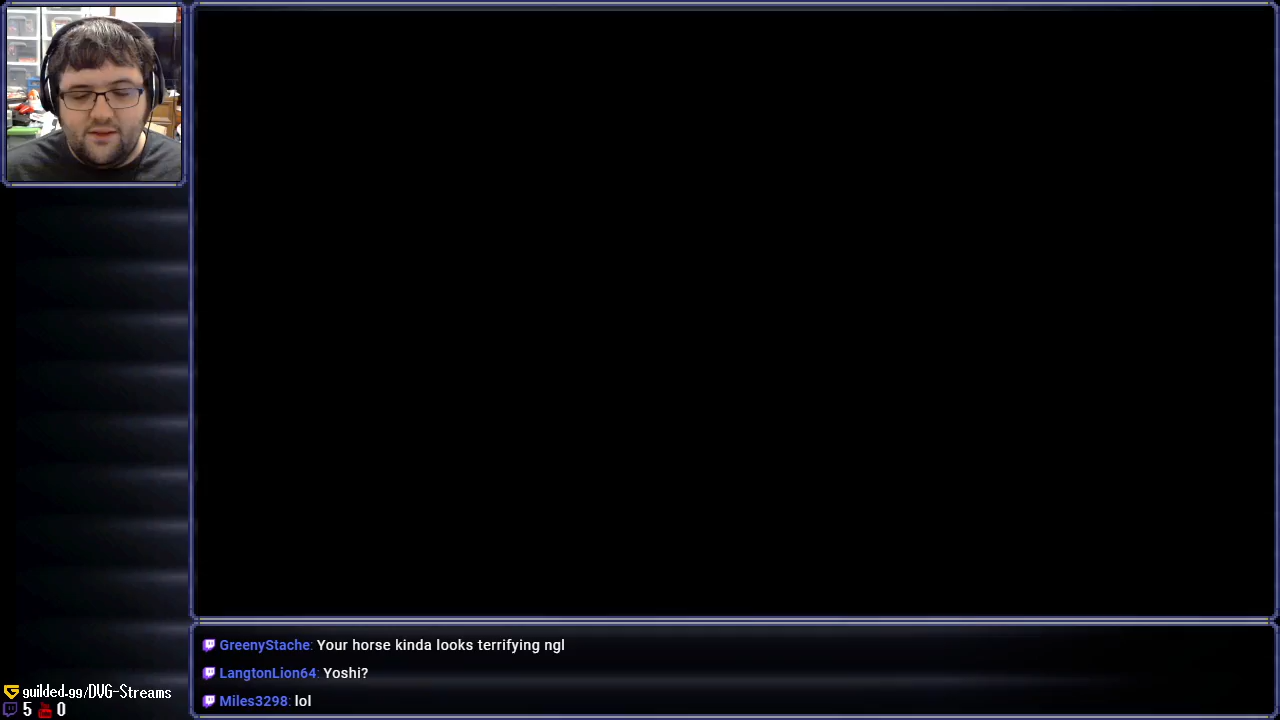 GreenyStache: Your horse kinda looks terrifying ngl
LangtonLion64: Yoshi?
Miles3298: lol
guilded.gg/DVG-Streams
5 0